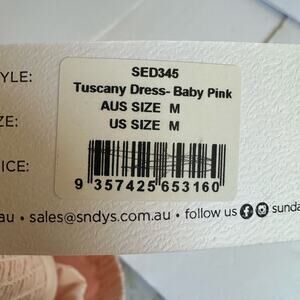 SED345
YLE:
Tuscany Dress- Baby Pink
AUS SIZE M
ZE:
US SIZE M
ICE:
9 357425 653160
au • sales@sndys.com.au • follow us sunda